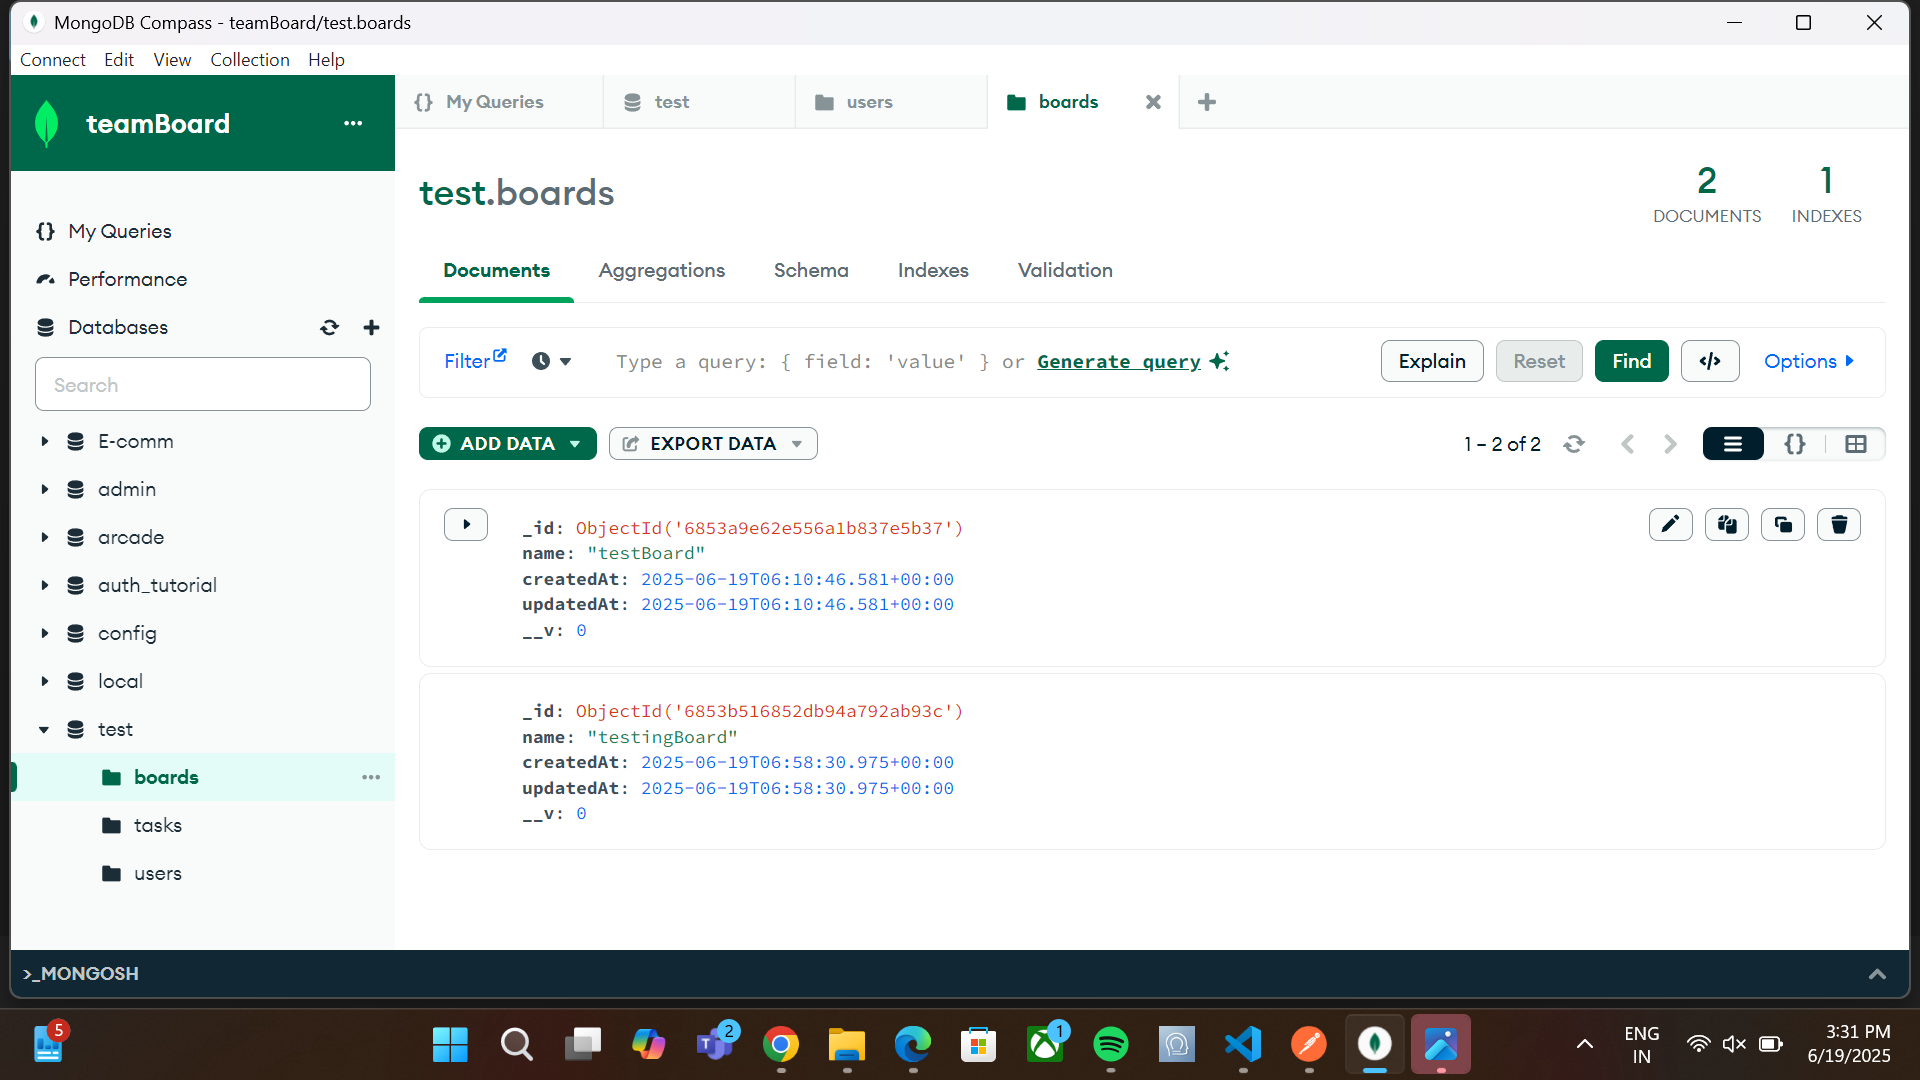 MongoDB Compass - teamBoard/test.boards
Connect Edit View Collection Help
teamBoard
My Queries
Performance
Databases
Search
E-comm
admin
arcade
auth_tutorial
config
local
test
boards
tasks
users
My Queries test users boards
test.boards
2 DOCUMENTS
1 INDEXES
Documents Aggregations Schema Indexes Validation
Filter Type a query: { field: 'value' } or Generate query Explain Reset Find </> Options
ADD DATA EXPORT DATA 1 – 2 of 2
_id: ObjectId('6853a9e62e556a1b837e5b37')
name: "testBoard"
createdAt: 2025-06-19T06:10:46.581+00:00
updatedAt: 2025-06-19T06:10:46.581+00:00
__v: 0
_id: ObjectId('6853b516852db94a792ab93c')
name: "testingBoard"
createdAt: 2025-06-19T06:58:30.975+00:00
updatedAt: 2025-06-19T06:58:30.975+00:00
__v: 0
>_MONGOSH
5
2
1
ENG
IN
3:31 PM
6/19/2025